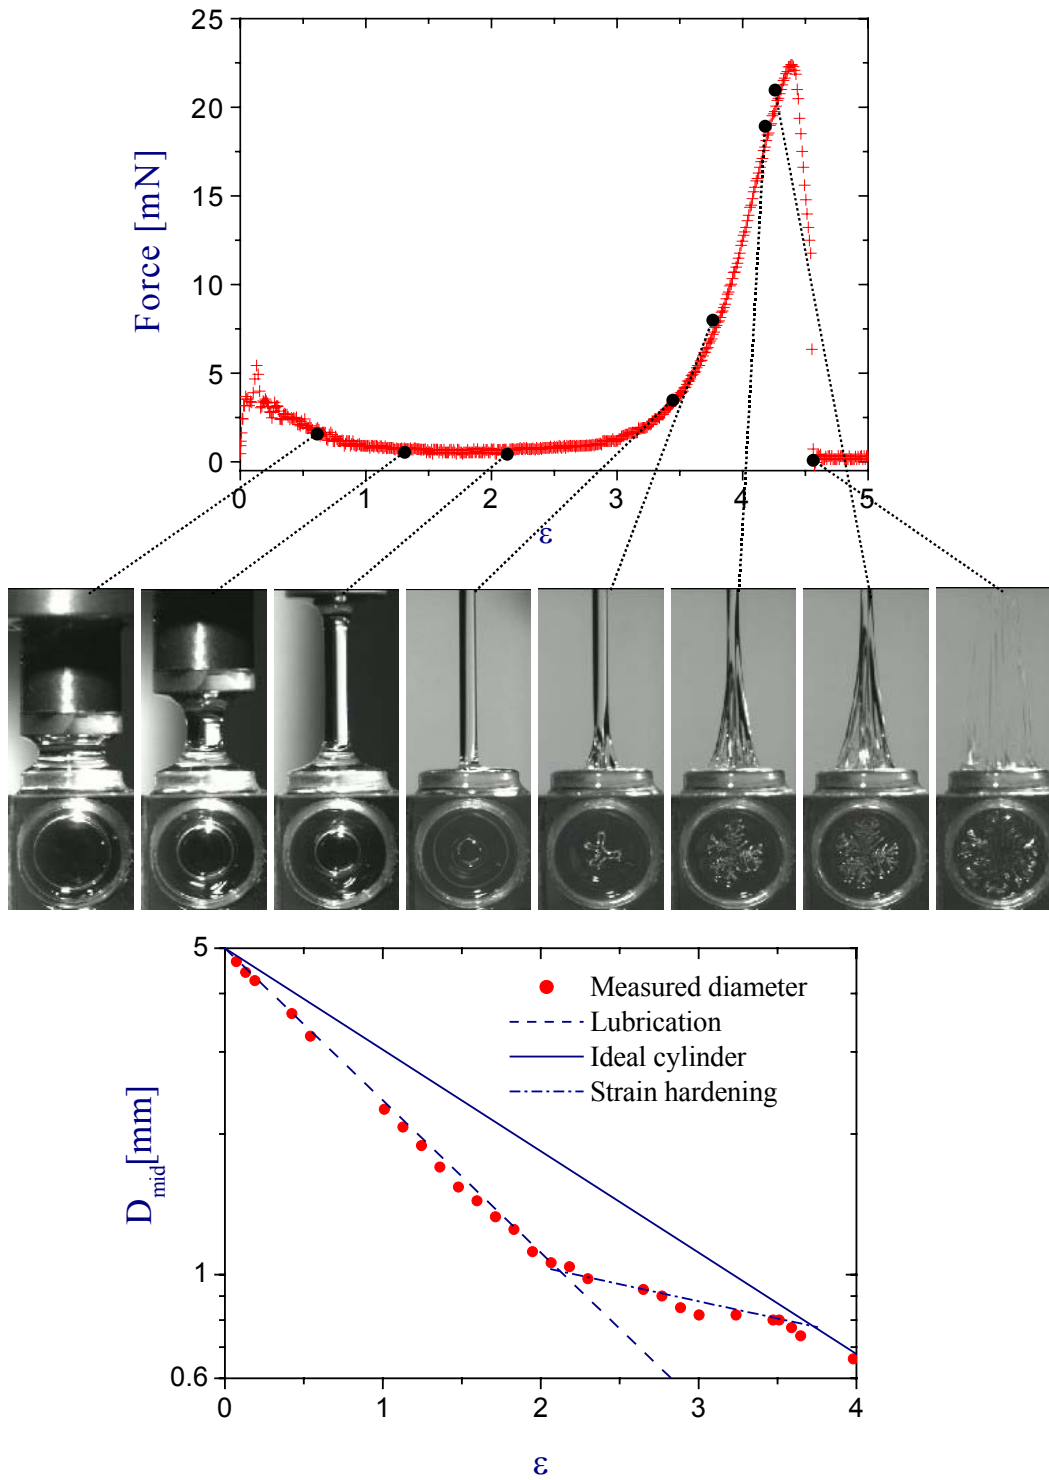 25
20
15
10
5
0
Force [mN]
0 1 2 3 4 5
ε
5
1
0.6
D_mid[mm]
Measured diameter
Lubrication
Ideal cylinder
Strain hardening
0 1 2 3 4
ε